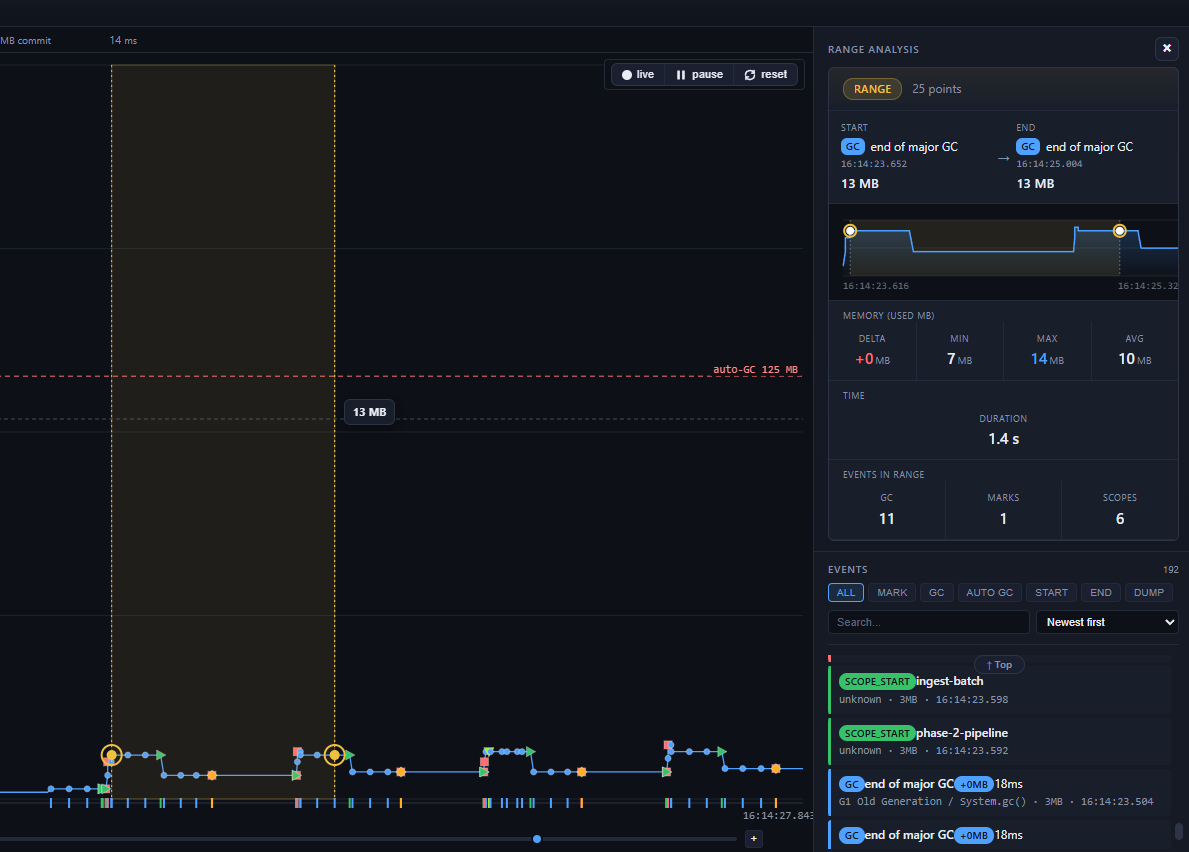 MB commit 14 ms
live pause reset
auto-GC 125 MB
13 MB
16:14:27.843
+
RANGE ANALYSIS
×
RANGE 25 points
START END
GC end of major GC → GC end of major GC
16:14:23.652 16:14:25.004
13 MB 13 MB
16:14:23.616 16:14:25.32
MEMORY (USED MB)
DELTA MIN MAX AVG
+0 MB 7 MB 14 MB 10 MB
TIME
DURATION
1.4 s
EVENTS IN RANGE
GC MARKS SCOPES
11 1 6
EVENTS 192
ALL MARK GC AUTO GC START END DUMP
Search... Newest first
↑ Top
SCOPE_START ingest-batch
unknown · 3MB · 16:14:23.598
SCOPE_START phase-2-pipeline
unknown · 3MB · 16:14:23.592
GC end of major GC +0MB 18ms
G1 Old Generation / System.gc() · 3MB · 16:14:23.504
GC end of major GC +0MB 18ms